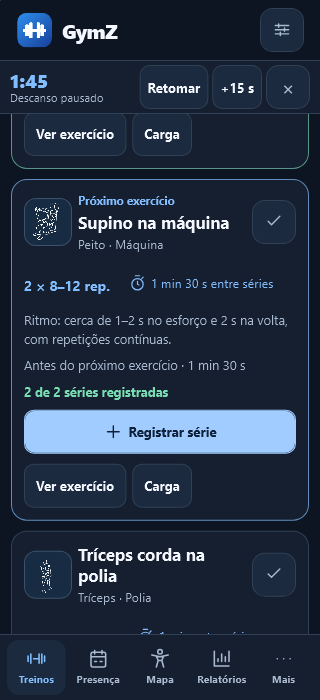 GymZ
1:45
Descanso pausado
Retomar
+15 s
×
Ver exercício
Carga
Próximo exercício
Supino na máquina
Peito · Máquina
2 × 8–12 rep.
1 min 30 s entre séries
Ritmo: cerca de 1–2 s no esforço e 2 s na volta,
com repetições contínuas.
Antes do próximo exercício · 1 min 30 s
2 de 2 séries registradas
+ Registrar série
Ver exercício
Carga
Tríceps corda na
polia
Tríceps · Polia
Treinos
Presença
Mapa
Relatórios
Mais